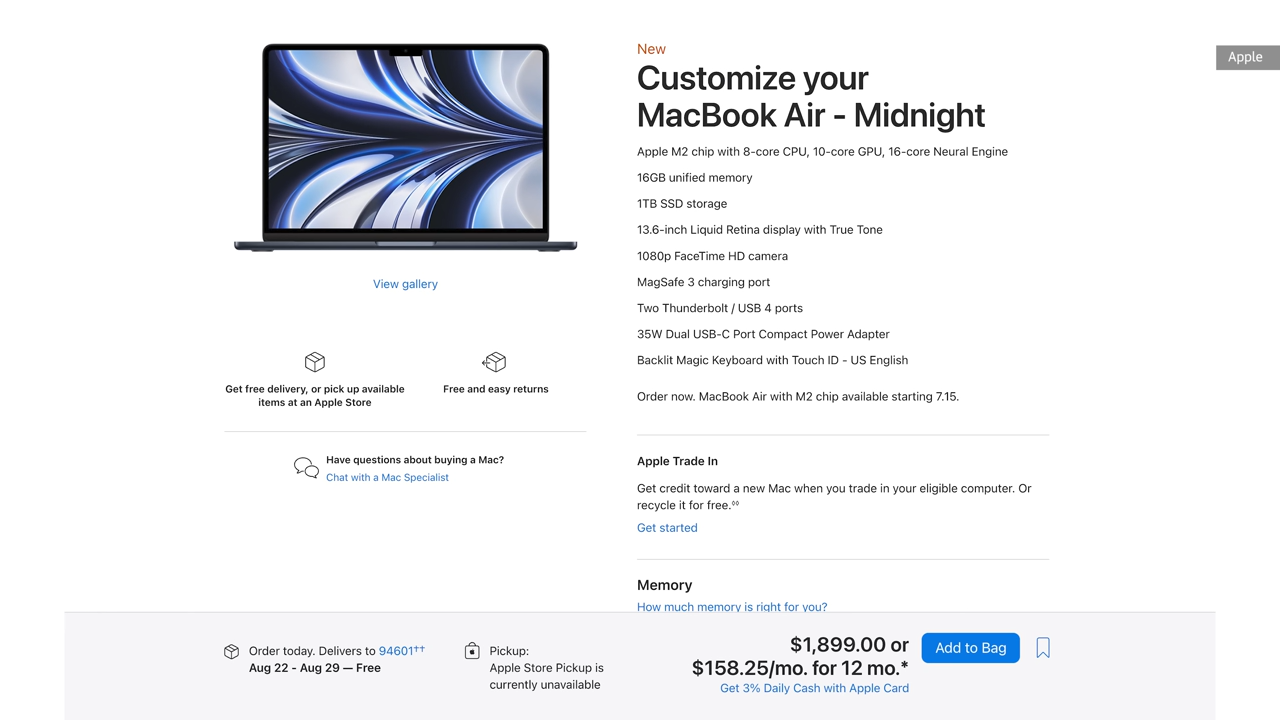 Apple
New
Customize your
MacBook Air - Midnight
Apple M2 chip with 8-core CPU, 10-core GPU, 16-core Neural Engine
16GB unified memory
1TB SSD storage
13.6-inch Liquid Retina display with True Tone
1080p FaceTime HD camera
MagSafe 3 charging port
Two Thunderbolt / USB 4 ports
35W Dual USB-C Port Compact Power Adapter
Backlit Magic Keyboard with Touch ID - US English
Order now. MacBook Air with M2 chip available starting 7.15.
View gallery
Get free delivery, or pick up available
items at an Apple Store
Free and easy returns
Have questions about buying a Mac?
Chat with a Mac Specialist
Apple Trade In
Get credit toward a new Mac when you trade in your eligible computer. Or
recycle it for free.◊◊
Get started
Memory
How much memory is right for you?
Order today. Delivers to 94601††
Aug 22 - Aug 29 — Free
Pickup:
Apple Store Pickup is
currently unavailable
$1,899.00 or
$158.25/mo. for 12 mo.*
Get 3% Daily Cash with Apple Card
Add to Bag